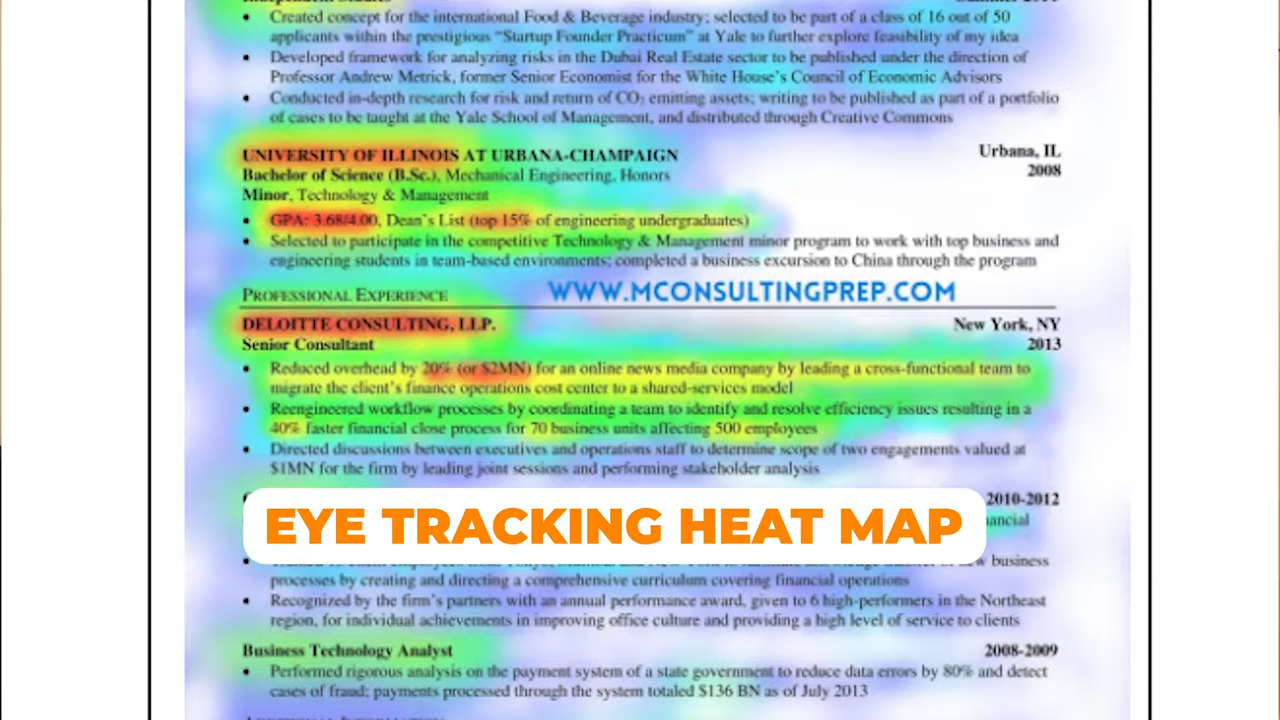 Independent Studies
• Created concept for the international Food & Beverage industry; selected to be part of a class of 16 out of 50
applicants within the prestigious “Startup Founder Practicum” at Yale to further explore feasibility of my idea
• Developed framework for analyzing risks in the Dubai Real Estate sector to be published under the direction of
Professor Andrew Metrick, former Senior Economist for the White House’s Council of Economic Advisors
• Conducted in-depth research for risk and return of CO₂ emitting assets; writing to be published as part of a portfolio
of cases to be taught at the Yale School of Management, and distributed through Creative Commons
UNIVERSITY OF ILLINOIS AT URBANA-CHAMPAIGN Urbana, IL
Bachelor of Science (B.Sc.), Mechanical Engineering, Honors 2008
Minor, Technology & Management
• GPA: 3.68/4.00, Dean’s List (top 15% of engineering undergraduates)
• Selected to participate in the competitive Technology & Management minor program to work with top business and
engineering students in team-based environments; completed a business excursion to China through the program
PROFESSIONAL EXPERIENCE WWW.MCONSULTINGPREP.COM
DELOITTE CONSULTING, LLP. New York, NY
Senior Consultant 2013
• Reduced overhead by 20% (or $2MN) for an online news media company by leading a cross-functional team to
migrate the client’s finance operations cost center to a shared-services model
• Reengineered workflow processes by coordinating a team to identify and resolve efficiency issues resulting in a
40% faster financial close process for 70 business units affecting 500 employees
• Directed discussions between executives and operations staff to determine scope of two engagements valued at
$1MN for the firm by leading joint sessions and performing stakeholder analysis
2010-2012
EYE TRACKING HEAT MAP
business
processes by creating and directing a comprehensive curriculum covering financial operations
• Recognized by the firm’s partners with an annual performance award, given to 6 high-performers in the Northeast
region, for individual achievements in improving office culture and providing a high level of service to clients
Business Technology Analyst 2008-2009
• Performed rigorous analysis on the payment system of a state government to reduce data errors by 80% and detect
cases of fraud; payments processed through the system totaled $136 BN as of July 2013